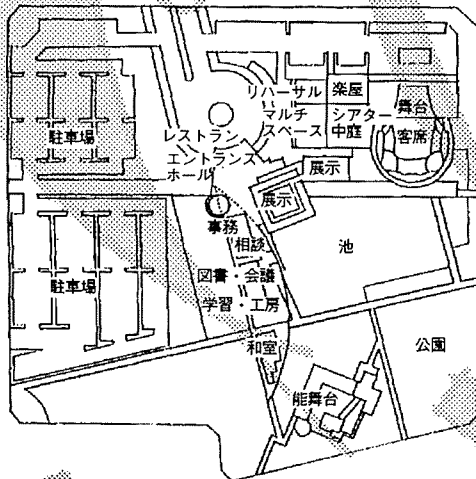 リハーサル
楽屋
舞台
駐車場
レストラン
マルチ
スペース
シアター
中庭
客席
エントランス
ホール
展示
展示
事務
相談
池
図書・会議
駐車場
学習・工房
和室
公園
能舞台